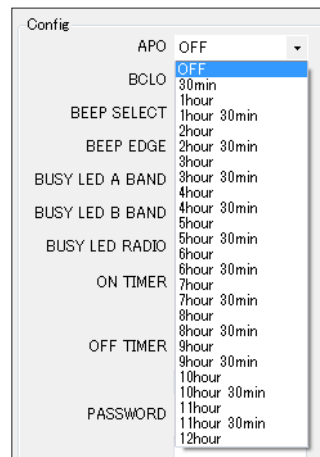 Config
APO OFF
OFF
BCLO 30min
1hour
BEEP SELECT 1hour 30min
2hour
BEEP EDGE 2hour 30min
3hour
BUSY LED A BAND 3hour 30min
4hour
BUSY LED B BAND 4hour 30min
5hour
BUSY LED RADIO 5hour 30min
6hour
6hour 30min
ON TIMER 7hour
7hour 30min
8hour
8hour 30min
OFF TIMER 9hour
9hour 30min
10hour
10hour 30min
PASSWORD 11hour
11hour 30min
12hour